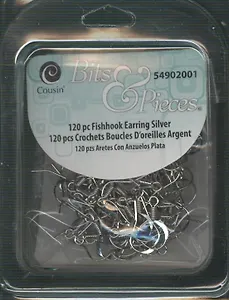 Bits & Pieces®
Cousin®
54902001
120 pc Fishhook Earring Silver
120 pcs Crochets Boucles D'oreilles Argent
120 pzs Aretes Con Anzuelos Plata